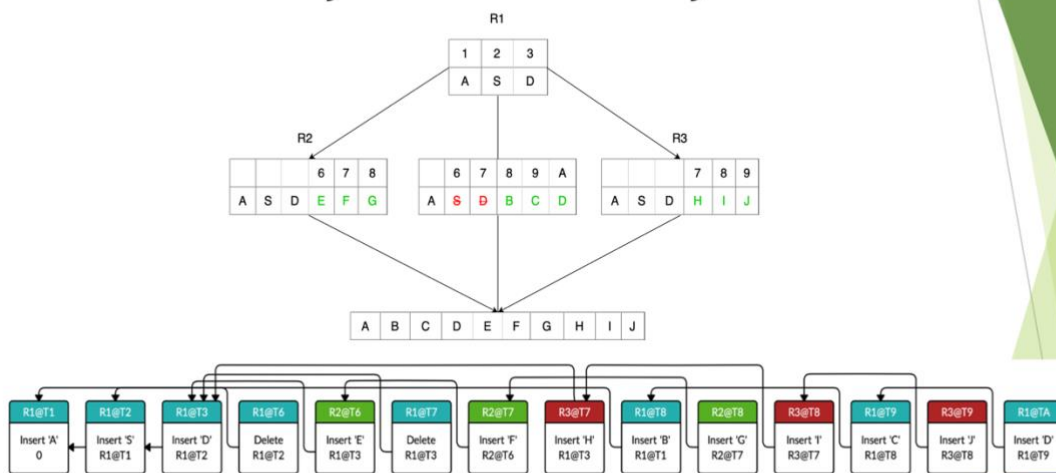 R1
1 2 3
A S D
R2
R3
6 7 8
6 7 8 9 A
7 8 9
A S D E F G
A S D B C D
A S D H I J
A B C D E F G H I J
R1@T1 R1@T2 R1@T3 R1@T6 R2@T6 R1@T7 R2@T7 R3@T7 R1@T8 R2@T8 R3@T8 R1@T9 R3@T9 R1@TA
Insert 'A' Insert 'S' Insert 'D' Delete Insert 'E' Delete Insert 'F' Insert 'H' Insert 'B' Insert 'G' Insert 'I' Insert 'C' Insert 'J' Insert 'D'
0 R1@T1 R1@T2 R1@T2 R1@T3 R1@T3 R2@T6 R1@T3 R1@T1 R2@T7 R3@T7 R1@T8 R3@T8 R1@T9